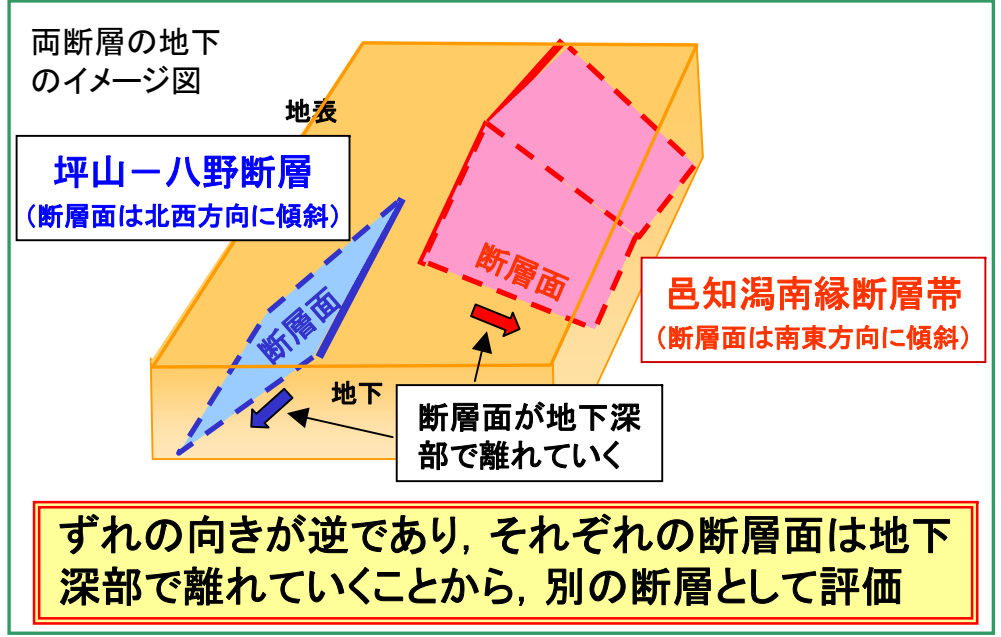 両断層の地下
のイメージ図
地表
坪山－八野断層
（断層面は北西方向に傾斜）
断層面
断層面
邑知潟南縁断層帯
（断層面は南東方向に傾斜）
地下
断層面が地下深
部で離れていく
ずれの向きが逆であり，それぞれの断層面は地下
深部で離れていくことから，別の断層として評価